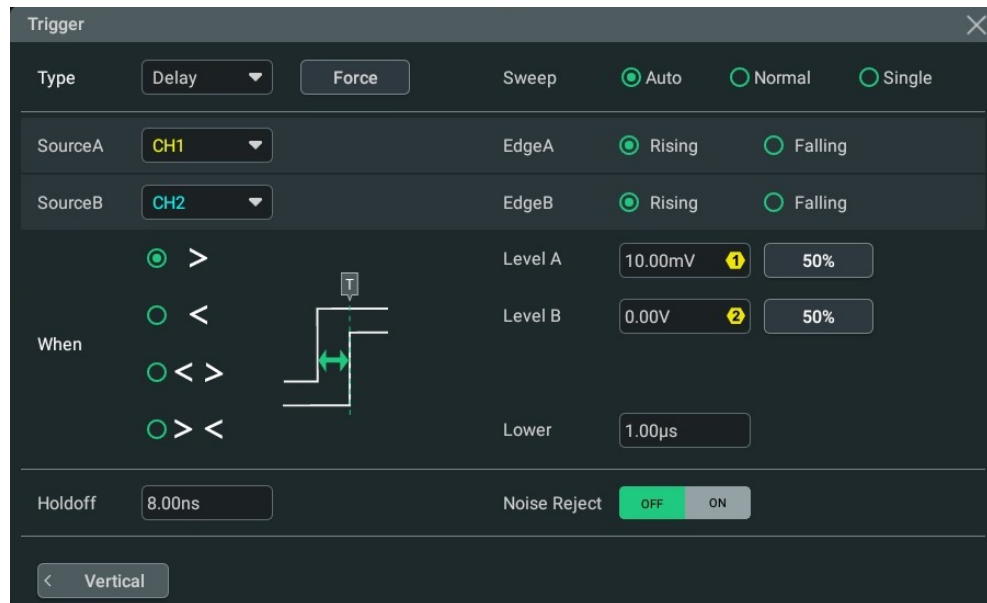 Trigger
Type Delay Force Sweep Auto Normal Single
SourceA CH1 EdgeA Rising Falling
SourceB CH2 EdgeB Rising Falling
> Level A 10.00mV 1 50%
T
< Level B 0.00V 2 50%
When
< >
> < Lower 1.00μs
Holdoff 8.00ns Noise Reject OFF ON
< Vertical